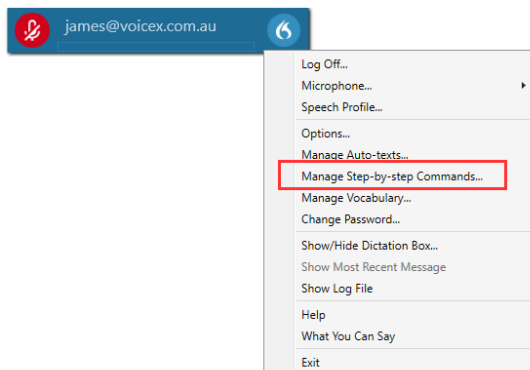 james@voicex.com.au
Log Off...
Microphone...
Speech Profile...
Options...
Manage Auto-texts...
Manage Step-by-step Commands...
Manage Vocabulary...
Change Password...
Show/Hide Dictation Box...
Show Most Recent Message
Show Log File
Help
What You Can Say
Exit